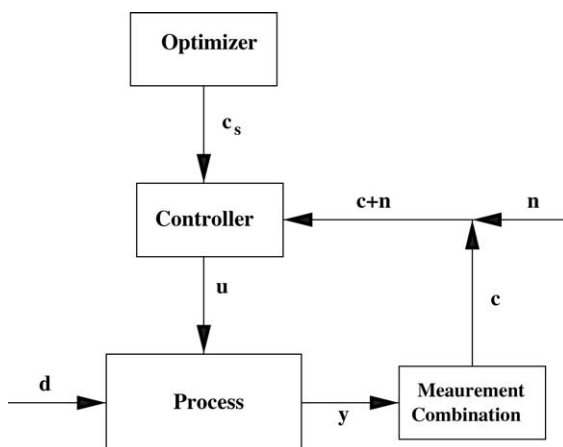 Optimizer
c s
Controller
c+n
n
u
c
d
Process
y
Meaurement
Combination